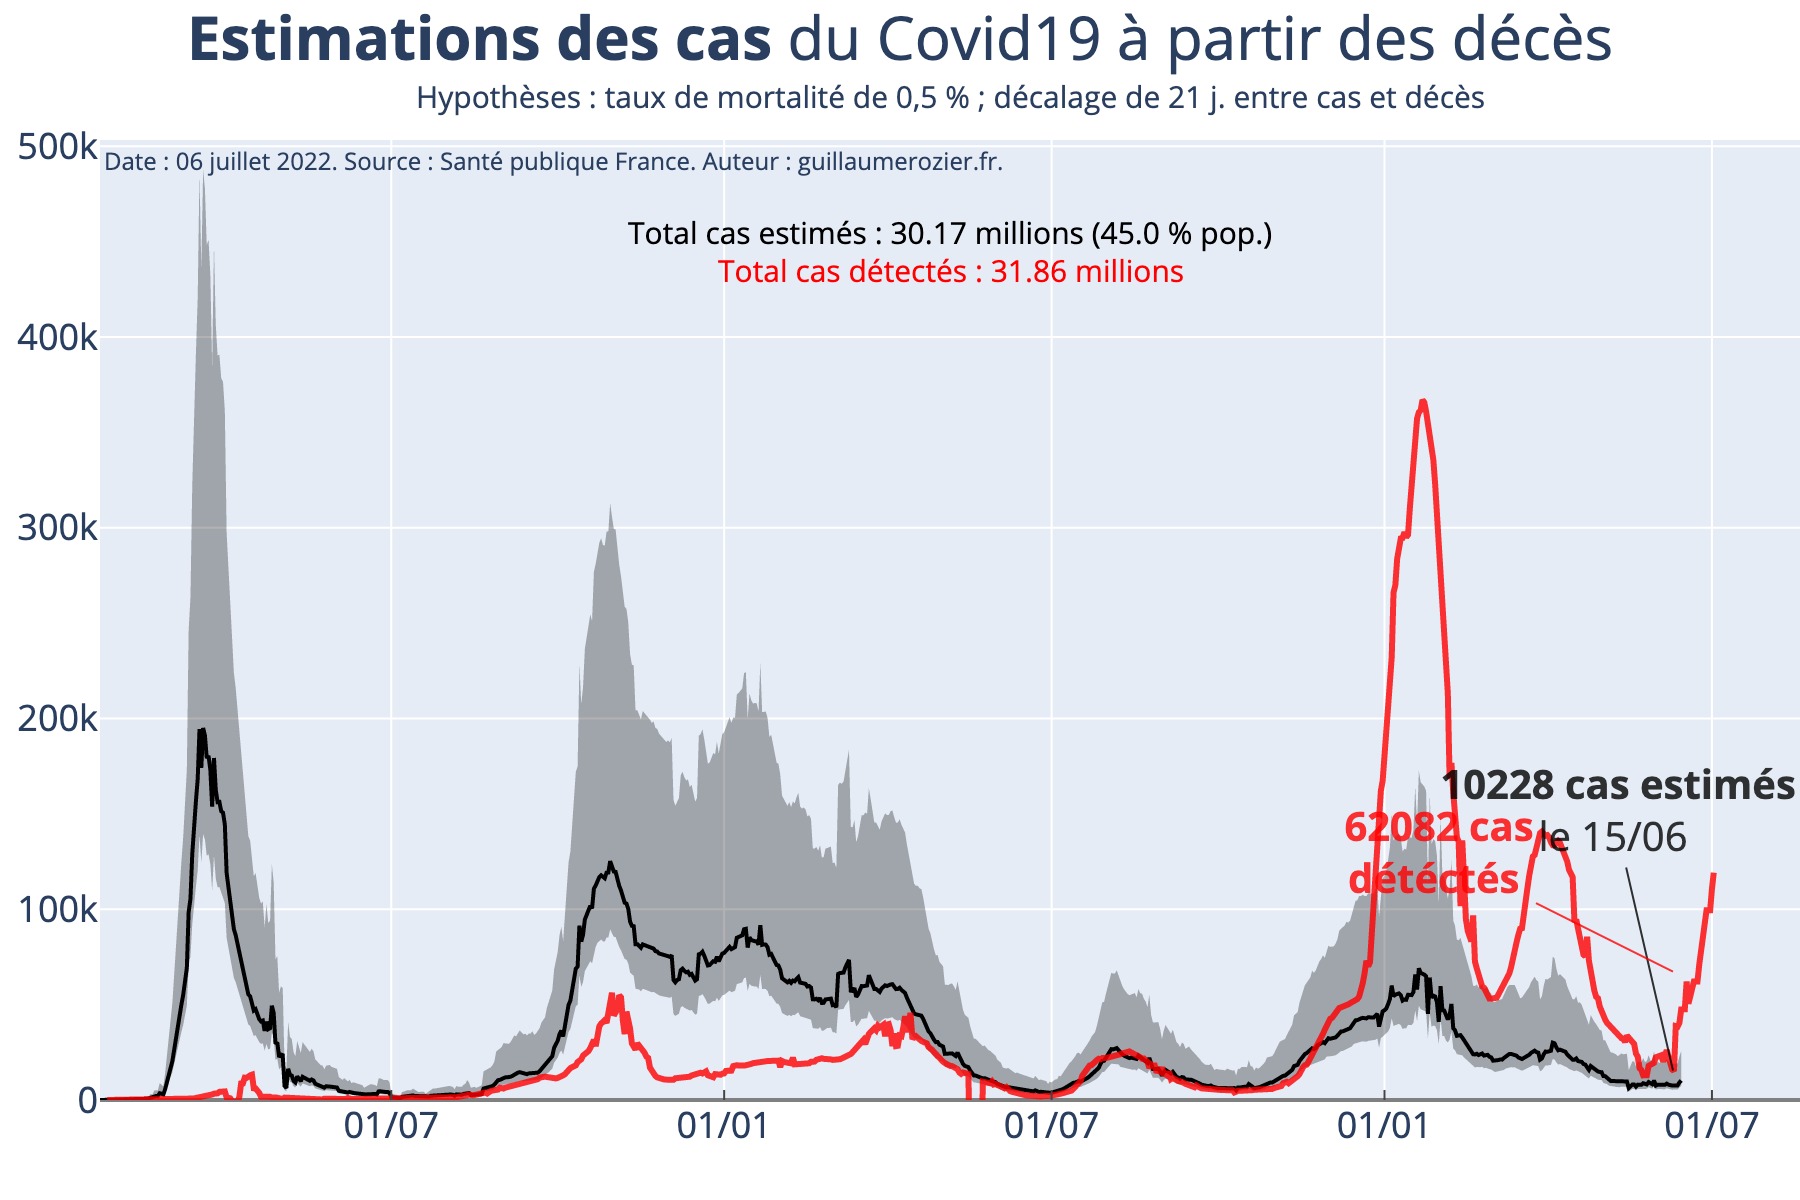 Estimations des cas du Covid19 à partir des décès
Hypothèses : taux de mortalité de 0,5 % ; décalage de 21 j. entre cas et décès
500k
Date : 06 juillet 2022. Source : Santé publique France. Auteur : guillaumerozier.fr.
Total cas estimés : 30.17 millions (45.0 % pop.)
Total cas détectés : 31.86 millions
400k
300k
200k
10228 cas estimés
le 15/06
62082 cas
détéctés
100k
0
01/07
01/01
01/07
01/01
01/07